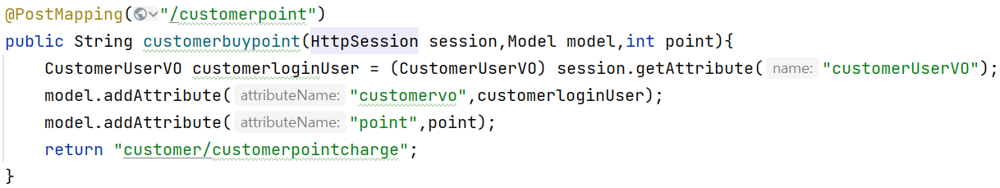 @PostMapping("/customerpoint")
public String customerbuypoint(HttpSession session,Model model,int point){
    CustomerUserVO customerloginUser = (CustomerUserVO) session.getAttribute( name: "customerUserVO");
    model.addAttribute( attributeName: "customervo",customerloginUser);
    model.addAttribute( attributeName: "point",point);
    return "customer/customerpointcharge";
}